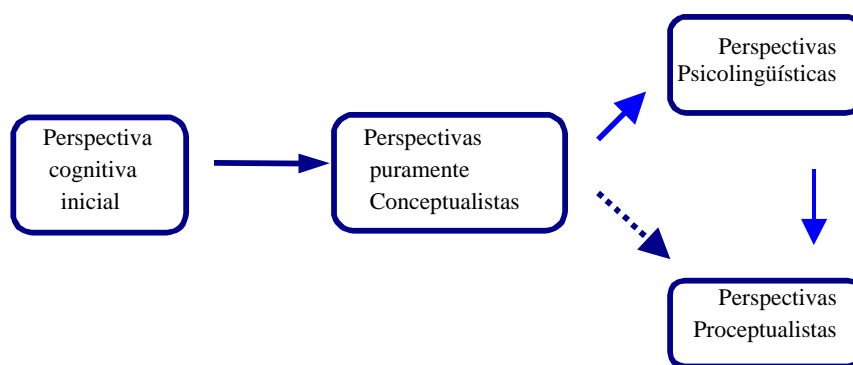 Perspectiva
cognitiva
inicial
Perspectivas
puramente
Conceptualistas
Perspectivas
Psicolingüísticas
Perspectivas
Proceptualistas